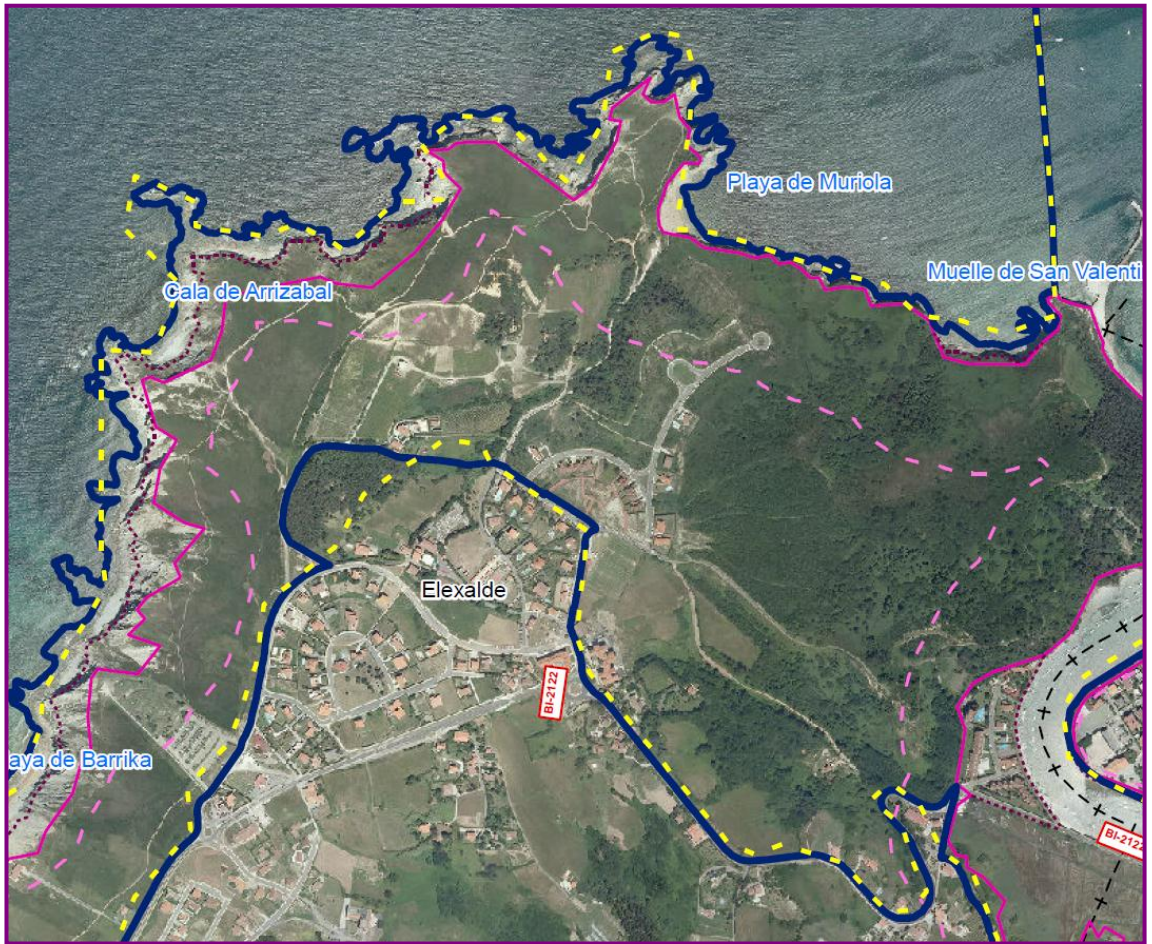 Playa de Muriola
Muelle de San Valenti
Cala de Arrizabal
Elexalde
BI-2122
aya de Barrika
BI-2122